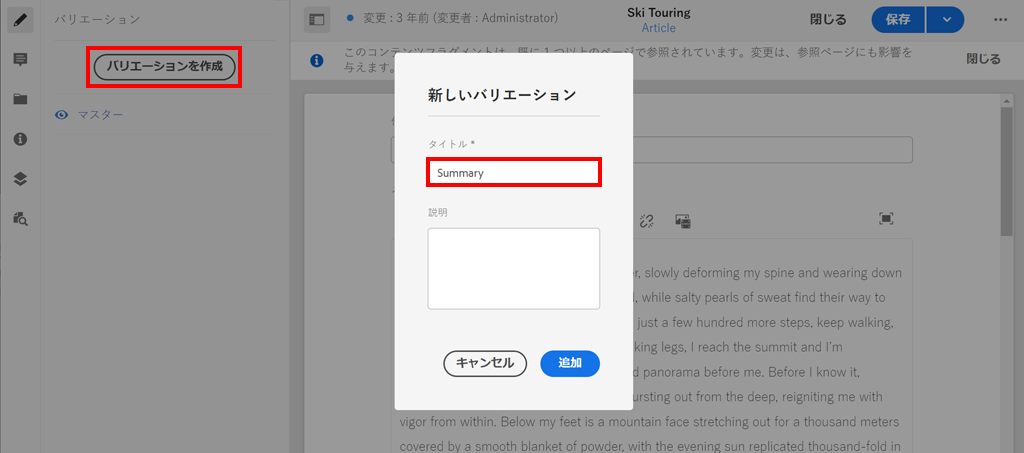 バリエーション
バリエーションを作成
マスター
変更 : 3 年前 (変更者 : Administrator)
Ski Touring
Article
閉じる
保存
このコンテンツフラグメントは、既に 1 つ以上のページで参照されています。変更は、参照ページにも影響を
与えます。
閉じる
新しいバリエーション
タイトル *
Summary
説明
キャンセル
追加
slowly deforming my spine and wearing down
while salty pearls of sweat find their way to
just a few hundred more steps, keep walking,
legs, I reach the summit and I'm
panorama before me. Before I know it,
out from the deep, reigniting me with
vigor from within. Below my feet is a mountain face stretching out for a thousand meters
covered by a smooth blanket of powder, with the evening sun replicated thousand-fold in